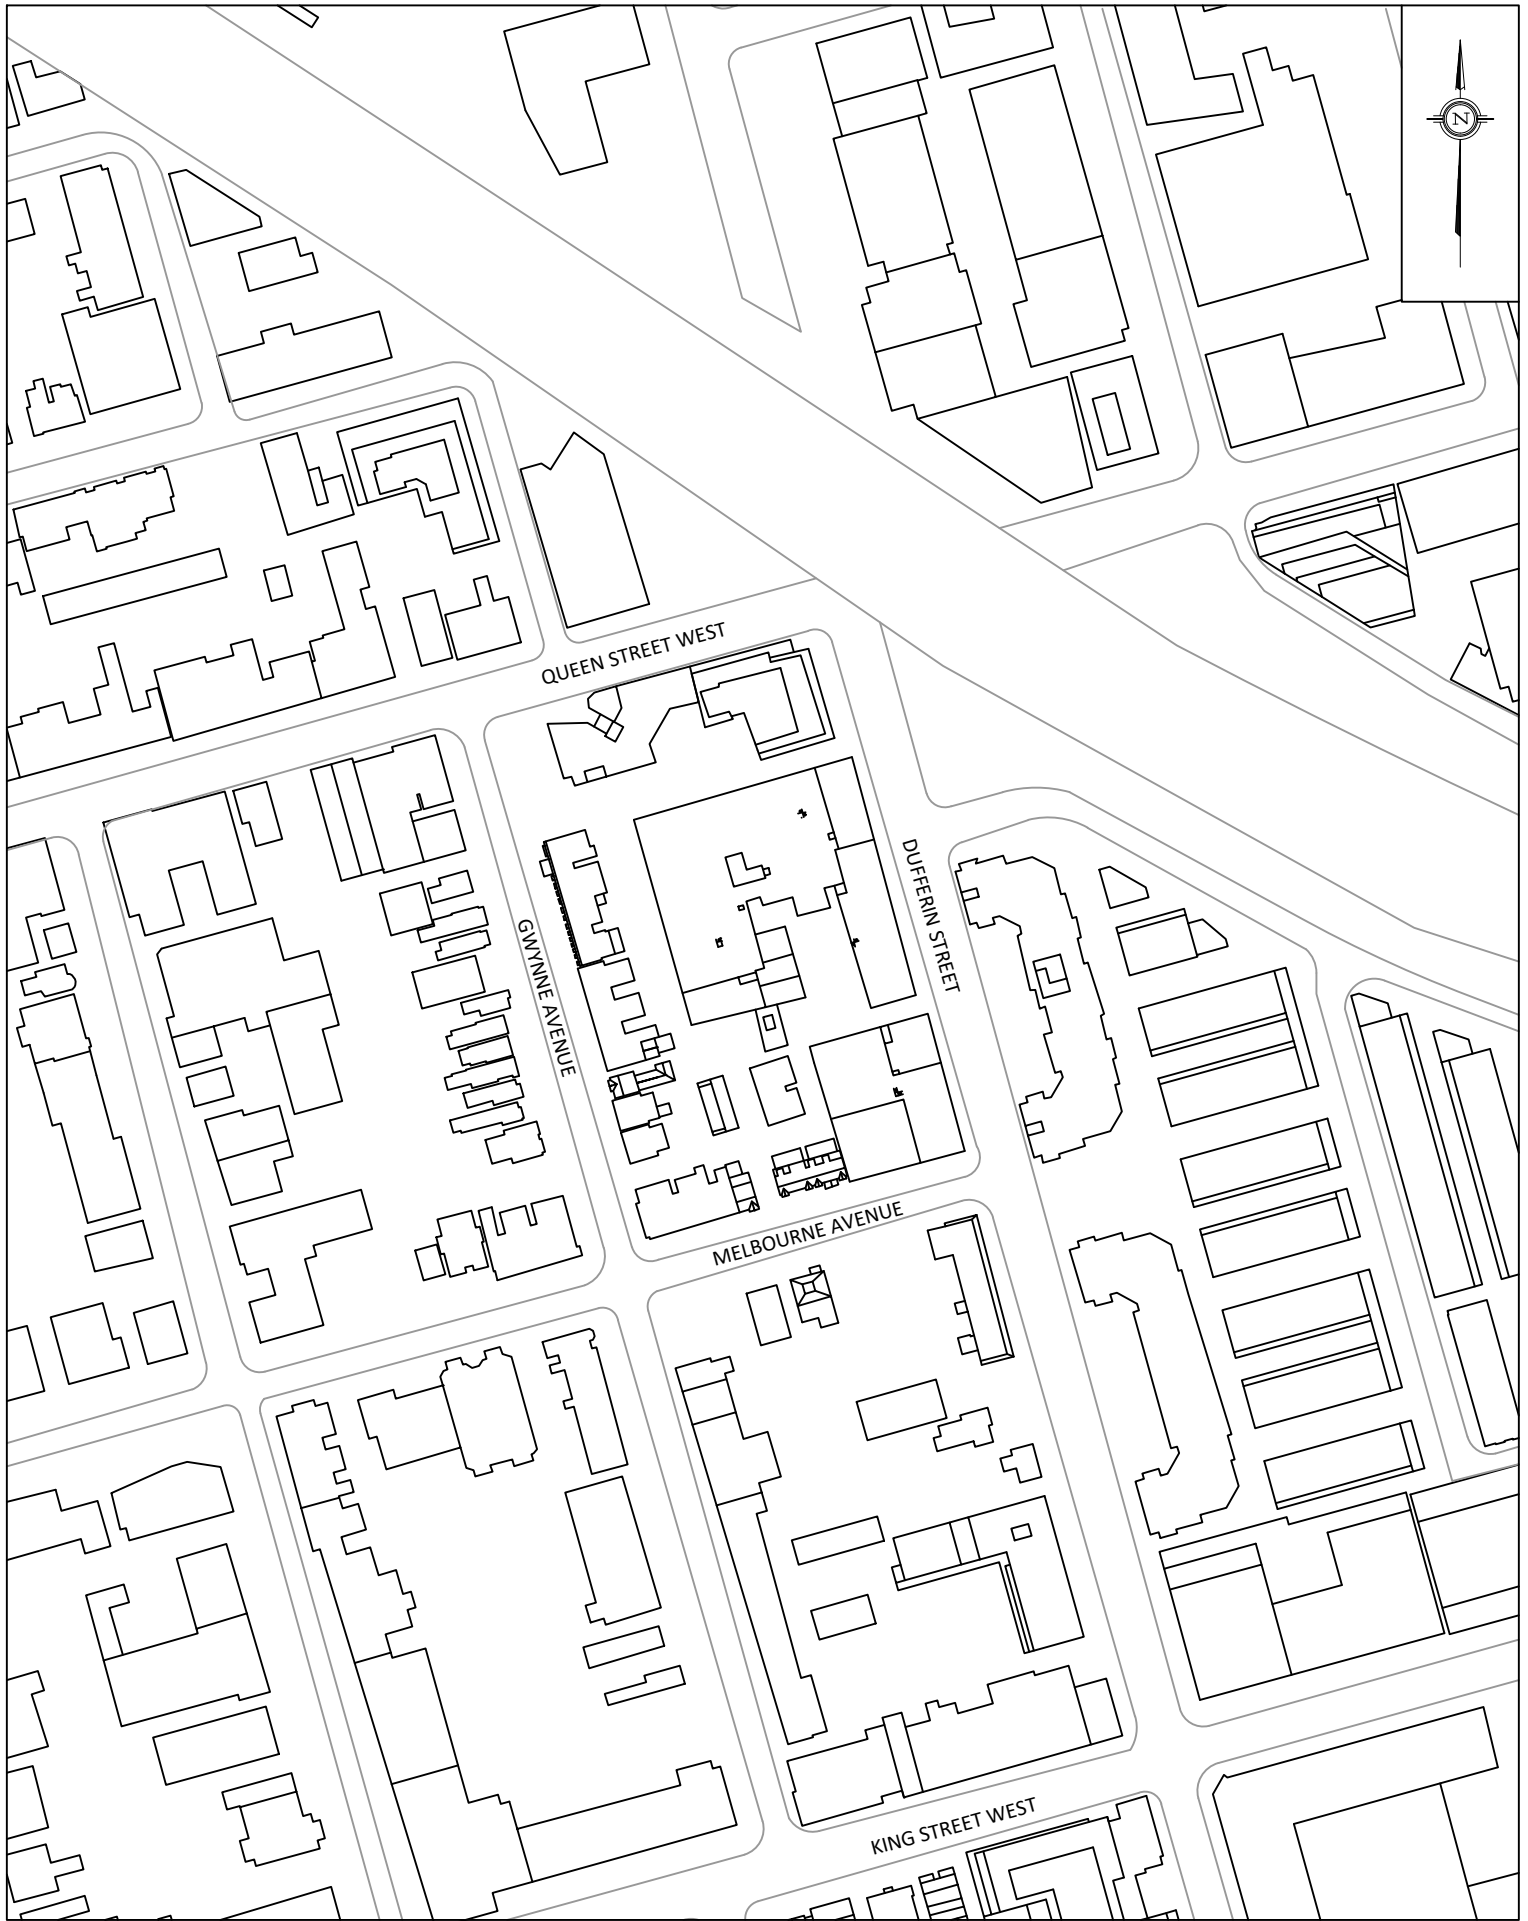 N
QUEEN STREET WEST
DUFFERIN STREET
GWYNNE AVENUE
MELBOURNE AVENUE
KING STREET WEST